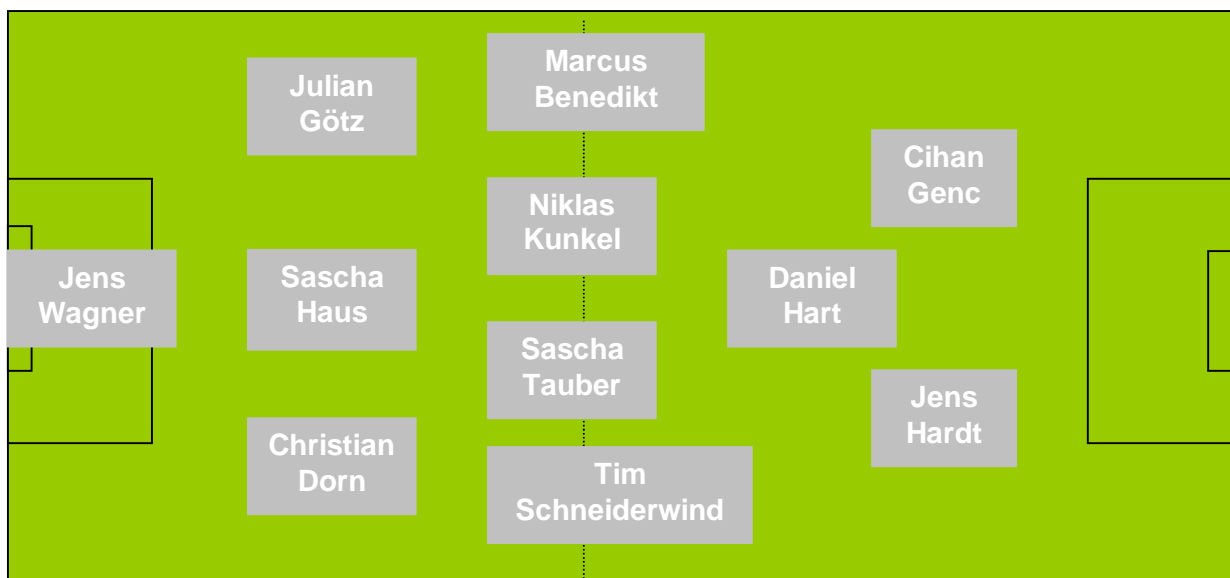 Marcus
Benedikt
Julian
Götz
Cihan
Genc
Niklas
Kunkel
Jens
Wagner
Sascha
Haus
Daniel
Hart
Sascha
Tauber
Jens
Hardt
Christian
Dorn
Tim
Schneiderwind